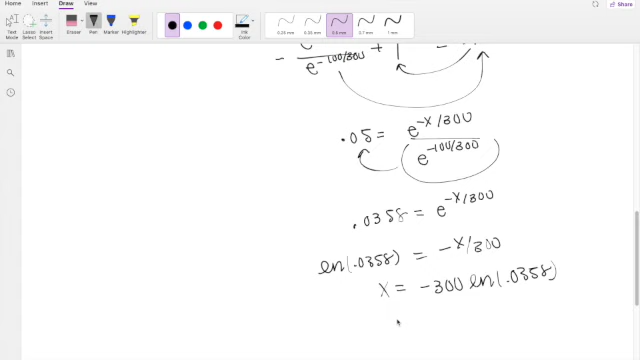 Home Insert Draw View Share
Text Mode Lasso Select Insert Space Eraser Pen Marker Highlighter 0.25 mm 0.35 mm 0.5 mm 0.7 mm 1 mm Ink Color
e^-100/300 + 1
.05 = e^-x/300 / e^-100/300
.0358 = e^-x/300
ln(.0358) = -x/300
x = -300 ln(.0358)